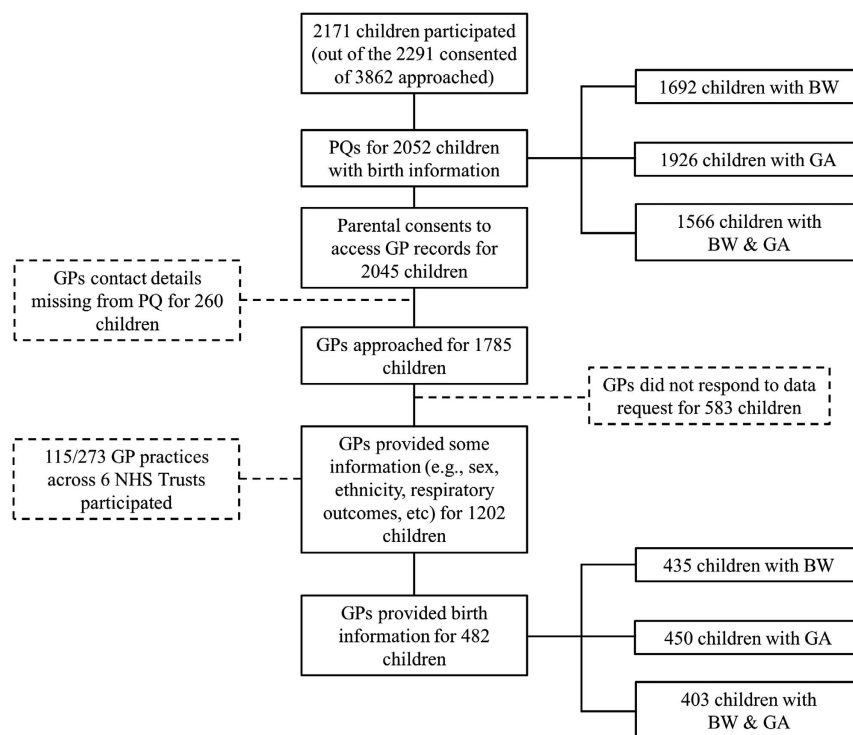 2171 children participated
(out of the 2291 consented
of 3862 approached)
1692 children with BW
PQs for 2052 children
with birth information
1926 children with GA
1566 children with
BW & GA
Parental consents to
access GP records for
2045 children
GPs contact details
missing from PQ for 260
children
GPs approached for 1785
children
GPs did not respond to data
request for 583 children
115/273 GP practices
across 6 NHS Trusts
participated
GPs provided some
information (e.g., sex,
ethnicity, respiratory
outcomes, etc) for 1202
children
435 children with BW
GPs provided birth
information for 482
children
450 children with GA
403 children with
BW & GA